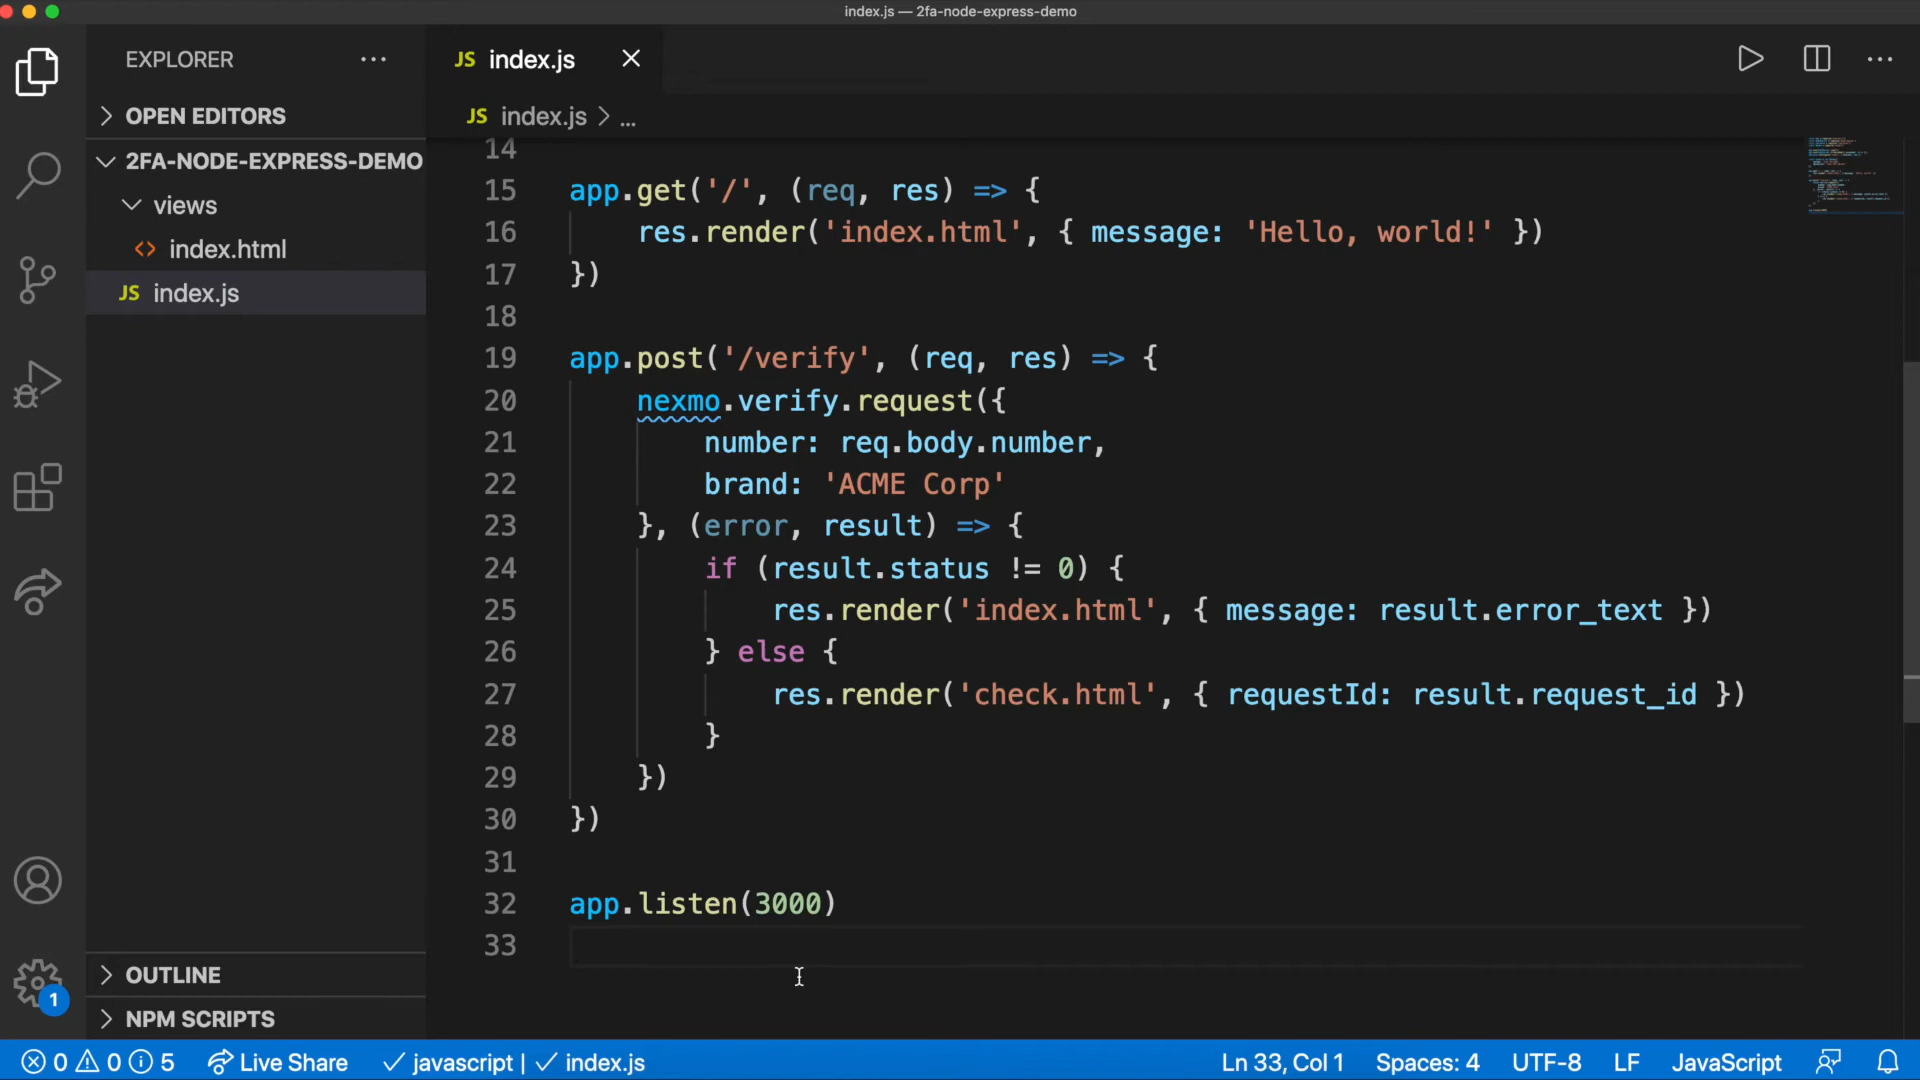 index.js — 2fa-node-express-demo
EXPLORER
OPEN EDITORS
2FA-NODE-EXPRESS-DEMO
views
index.html
JS index.js
OUTLINE
NPM SCRIPTS
JS index.js
JS index.js > ...
14
15 app.get('/', (req, res) => {
16     res.render('index.html', { message: 'Hello, world!' })
17 })
18
19 app.post('/verify', (req, res) => {
20     nexmo.verify.request({
21         number: req.body.number,
22         brand: 'ACME Corp'
23     }, (error, result) => {
24         if (result.status != 0) {
25             res.render('index.html', { message: result.error_text })
26         } else {
27             res.render('check.html', { requestId: result.request_id })
28         }
29     })
30 })
31
32 app.listen(3000)
33
1
0 0 5 Live Share javascript | index.js Ln 33, Col 1 Spaces: 4 UTF-8 LF JavaScript